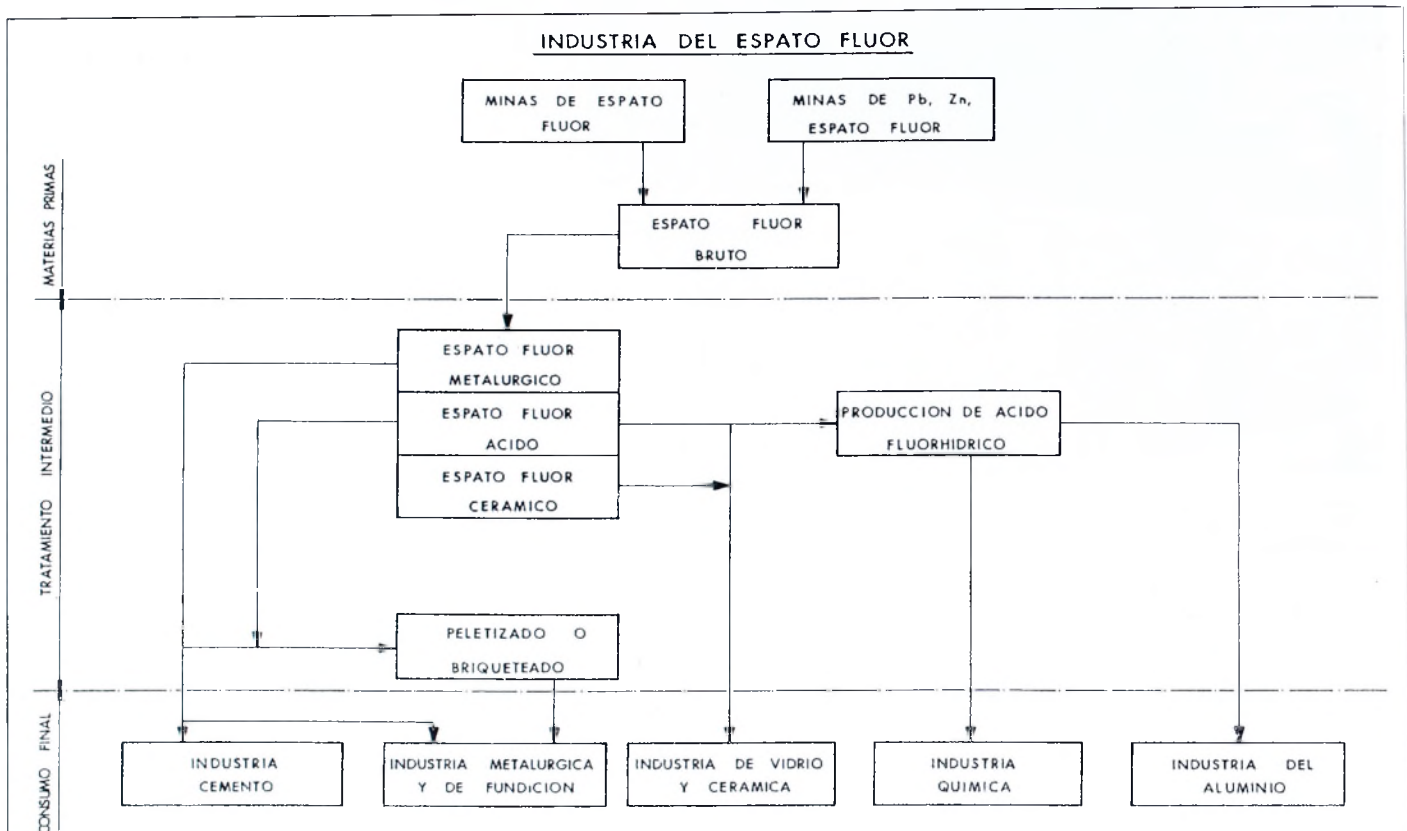 INDUSTRIA DEL ESPATO FLUOR
MINAS DE ESPATO
FLUOR
MINAS DE Pb, Zn,
ESPATO FLUOR
MATERIAS PRIMAS
ESPATO FLUOR
BRUTO
TRATAMIENTO INTERMEDIO
ESPATO FLUOR
METALURGICO
ESPATO FLUOR
ACIDO
ESPATO FLUOR
CERAMICO
PRODUCCION DE ACIDO
FLUORHIDRICO
PELETIZADO O
BRIQUETEADO
CONSUMO FINAL
INDUSTRIA
CEMENTO
INDUSTRIA METALURGICA
Y DE FUNDICION
INDUSTRIA DE VIDRIO
Y CERAMICA
INDUSTRIA
QUIMICA
INDUSTRIA DEL
ALUMINIO